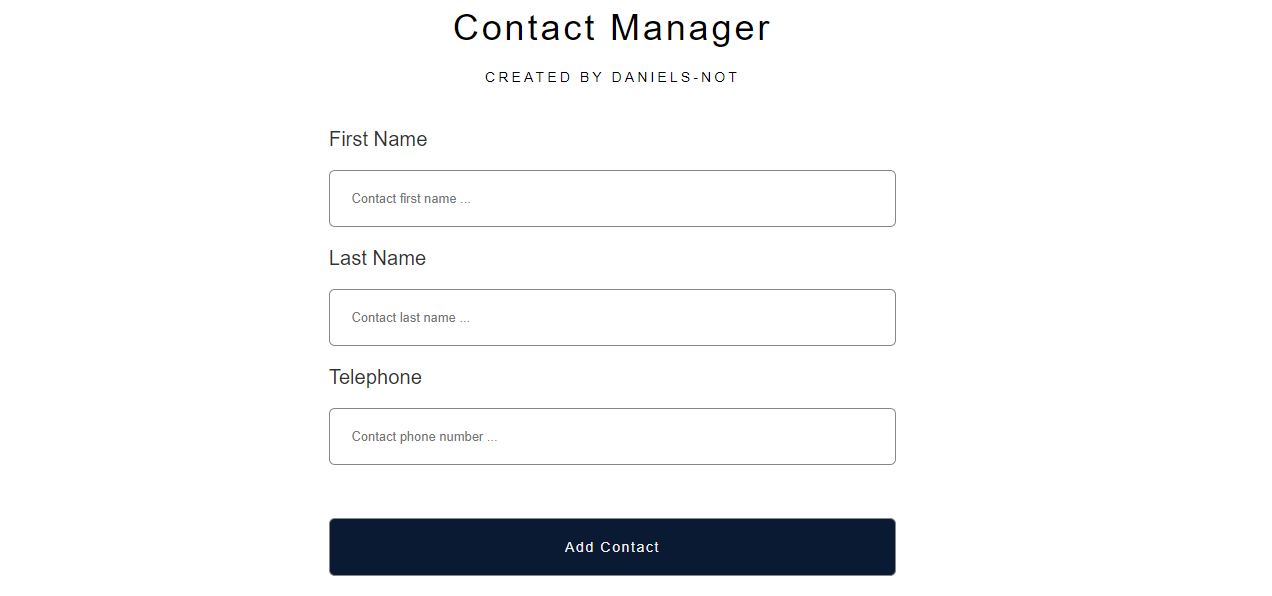 Contact Manager
CREATED BY DANIELS-NOT
First Name
Contact first name ...
Last Name
Contact last name ...
Telephone
Contact phone number ...
Add Contact